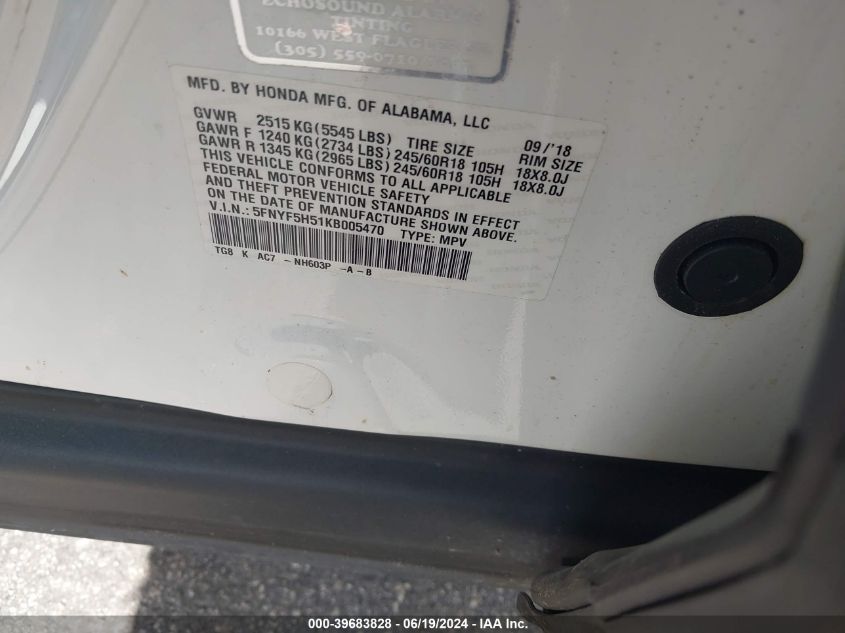 ECHOSOUND ALARM
TINTING
10166 WEST FLAGLER
(305) 559-0710
MFD. BY HONDA MFG. OF ALABAMA, LLC
GVWR 2515 KG (5545 LBS) TIRE SIZE 09/'18 RIM SIZE
GAWR F 1240 KG (2734 LBS) 245/60R18 105H 18X8.0J
GAWR R 1345 KG (2965 LBS) 245/60R18 105H 18X8.0J
THIS VEHICLE CONFORMS TO ALL APPLICABLE
FEDERAL MOTOR VEHICLE SAFETY
AND THEFT PREVENTION STANDARDS IN EFFECT
ON THE DATE OF MANUFACTURE SHOWN ABOVE.
V.I.N.: 5FNYF5H51KB005470 TYPE: MPV
TG8 K AC7 - NH603P -A-B
000-39683828 - 06/19/2024 - IAA Inc.